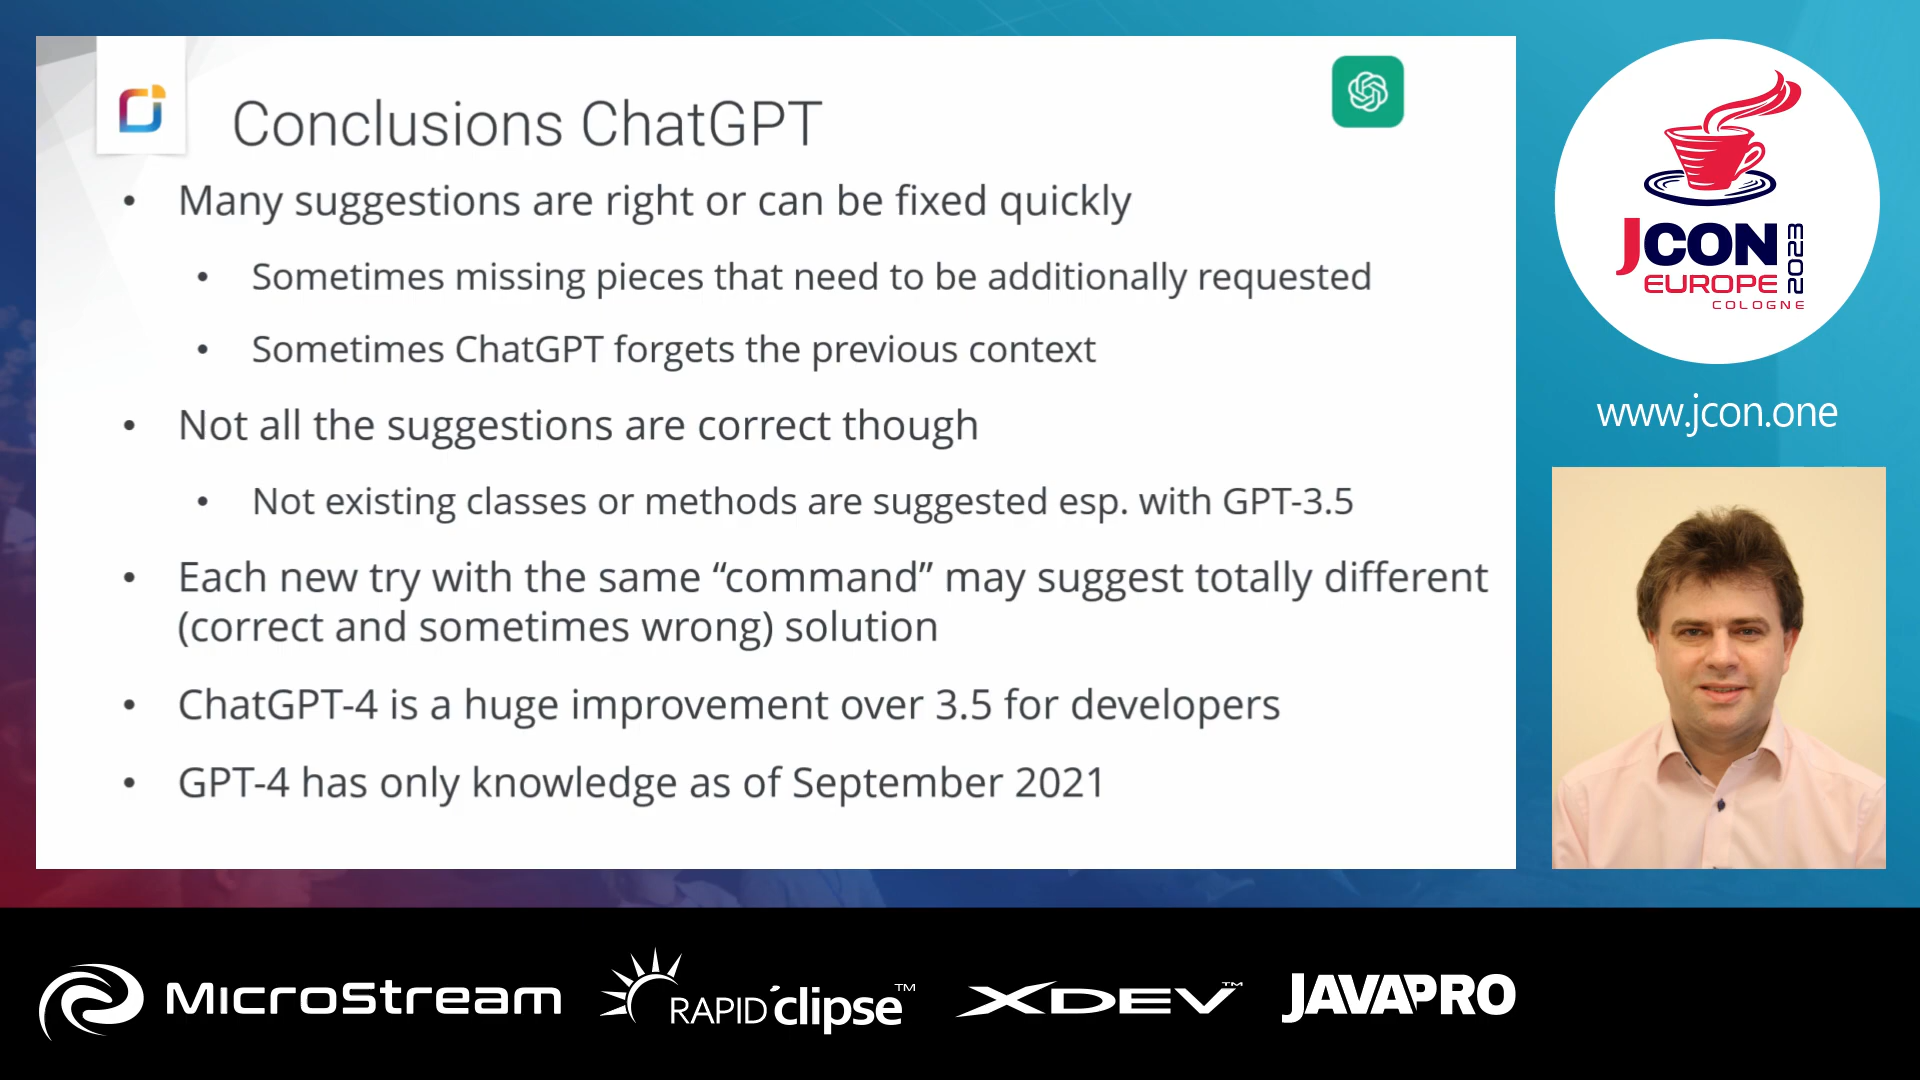 Conclusions ChatGPT
• Many suggestions are right or can be fixed quickly
• Sometimes missing pieces that need to be additionally requested
• Sometimes ChatGPT forgets the previous context
• Not all the suggestions are correct though
• Not existing classes or methods are suggested esp. with GPT-3.5
• Each new try with the same “command” may suggest totally different
(correct and sometimes wrong) solution
• ChatGPT-4 is a huge improvement over 3.5 for developers
• GPT-4 has only knowledge as of September 2021
JCON
EUROPE
COLOGNE
2023
www.jcon.one
MICROSTREAM
RAPID'clipse™
XDEV™
JAVAPRO